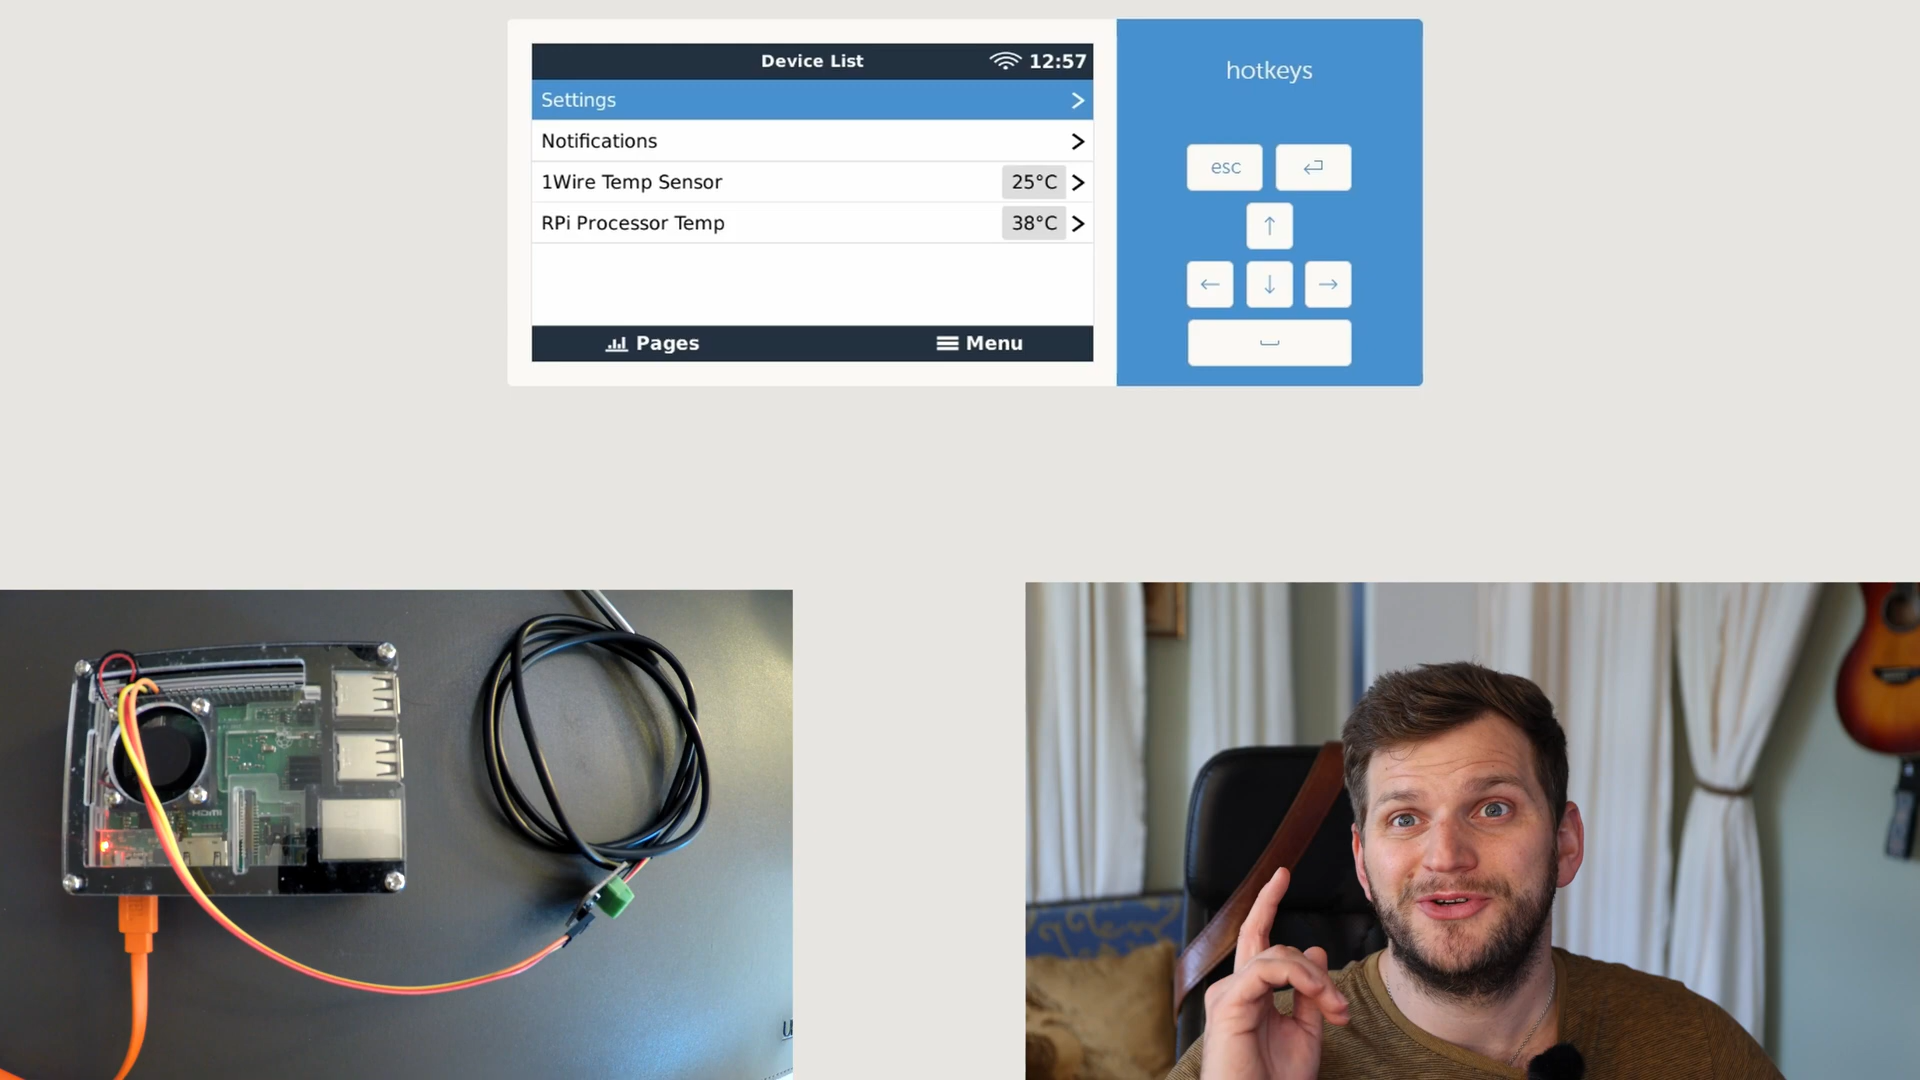 Device List 12:57
Settings
Notifications
1Wire Temp Sensor 25°C
RPi Processor Temp 38°C
Pages Menu
hotkeys
esc